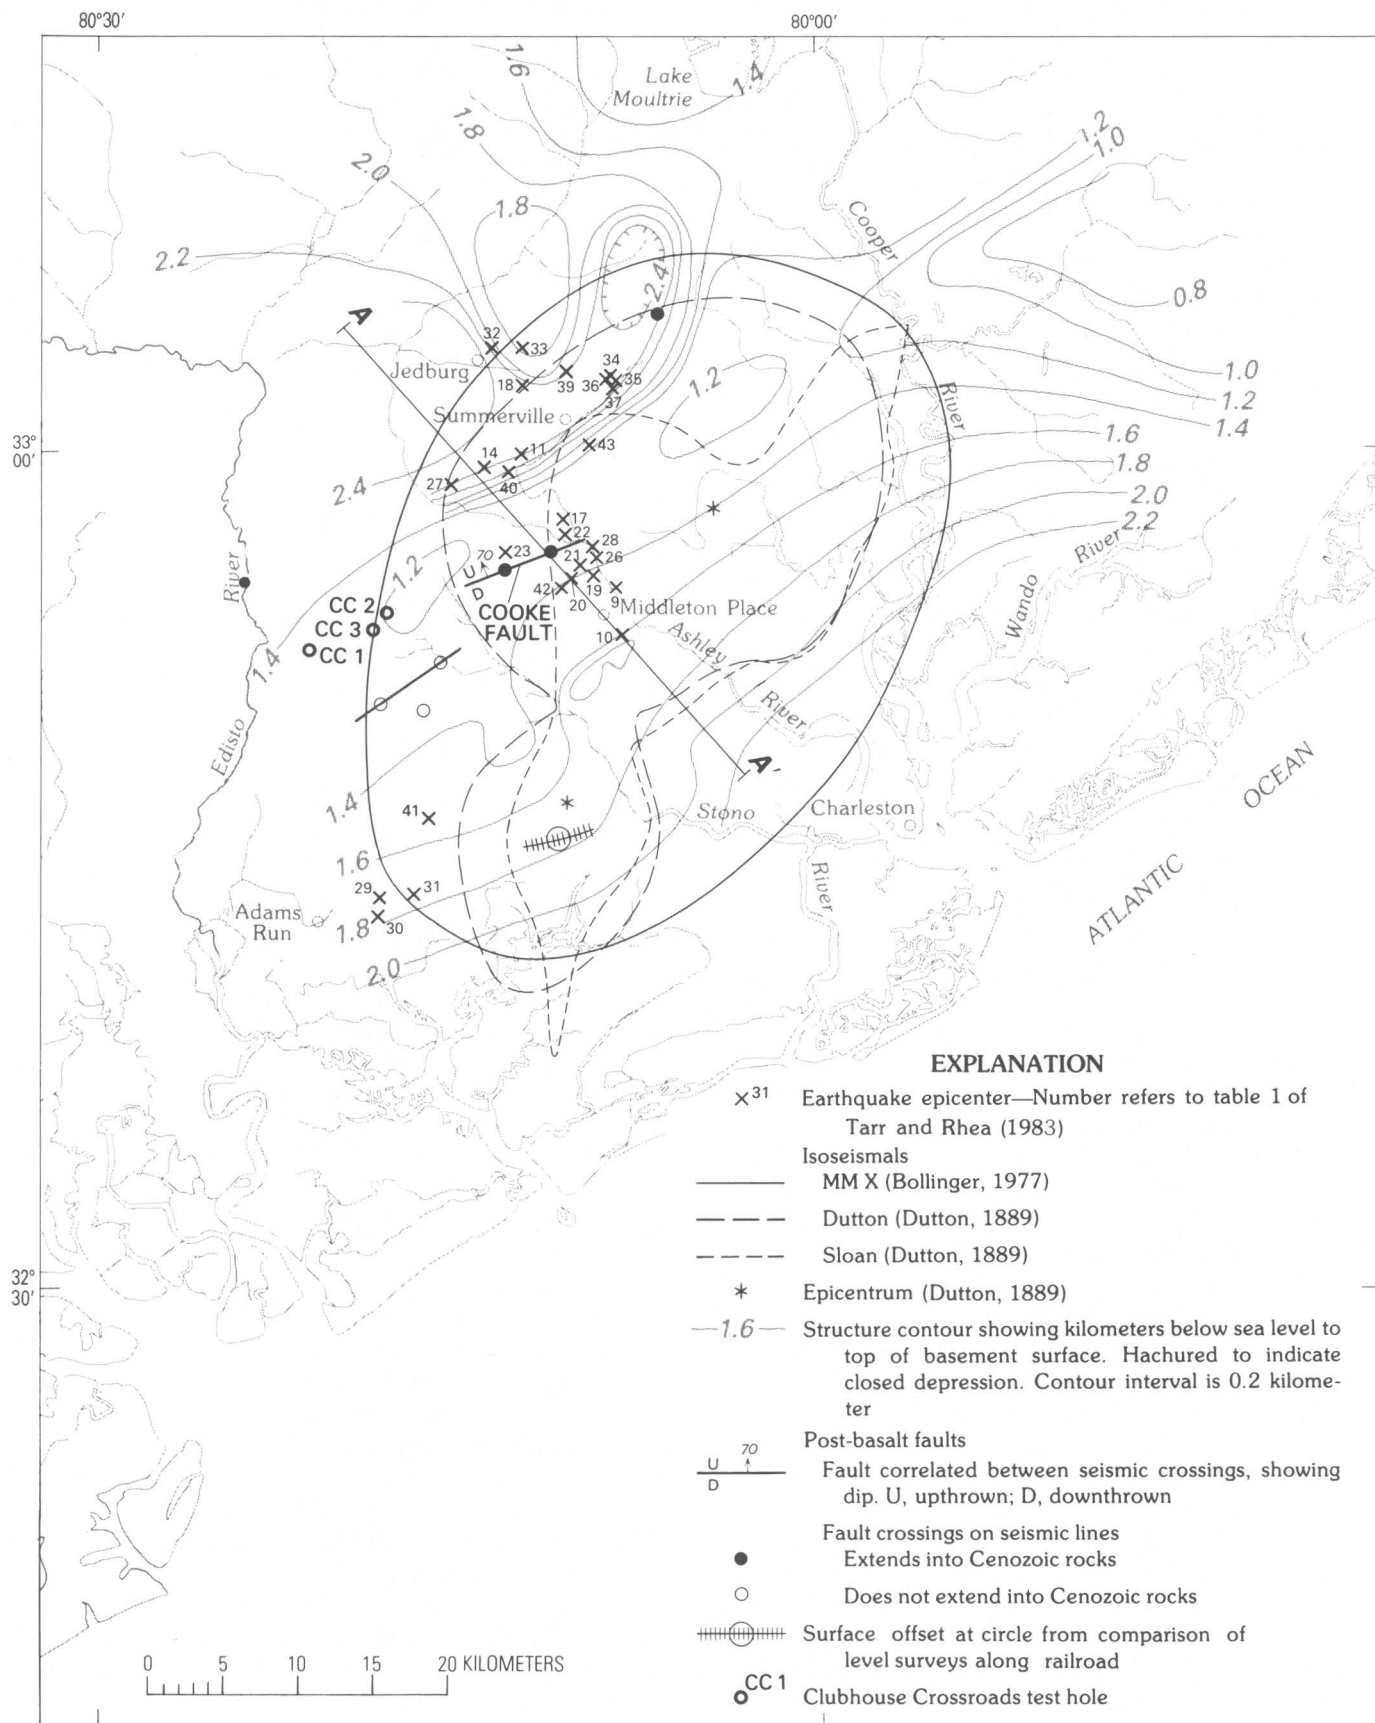 80°30'
80°00'
1.6
Lake
Moultrie
1.4
1.8
1.2
1.0
2.0
1.8
Cooper
2.2
2.4
0.8
A
32
33
34
Jedburg
18
39
36
35
1.0
37
1.2
1.2
Summerville
River
1.4
33°
00'
14
11
43
1.6
27
40
1.8
2.4
2.0
17
2.2
22
28
River
70
23
21
26
U
1.2
D
42
19
9
River
20
Wando
CC 2
COOKE
FAULT
Middleton Place
CC 3
10
Ashley
CC 1
1.4
River
Edisto
A'
OCEAN
1.4
41
Stono
Charleston
1.6
29
31
River
ATLANTIC
Adams
Run
1.8
30
2.0
EXPLANATION
31 Earthquake epicenter—Number refers to table 1 of
Tarr and Rhea (1983)
Isoseismals
MM X (Bollinger, 1977)
Dutton (Dutton, 1889)
Sloan (Dutton, 1889)
Epicentrum (Dutton, 1889)
32°
30'
1.6 Structure contour showing kilometers below sea level to
top of basement surface. Hachured to indicate
closed depression. Contour interval is 0.2 kilome-
ter
Post-basalt faults
U 70
D
Fault correlated between seismic crossings, showing
dip. U, upthrown; D, downthrown
Fault crossings on seismic lines
Extends into Cenozoic rocks
Does not extend into Cenozoic rocks
Surface offset at circle from comparison of
level surveys along railroad
CC 1 Clubhouse Crossroads test hole
0 5 10 15 20 KILOMETERS